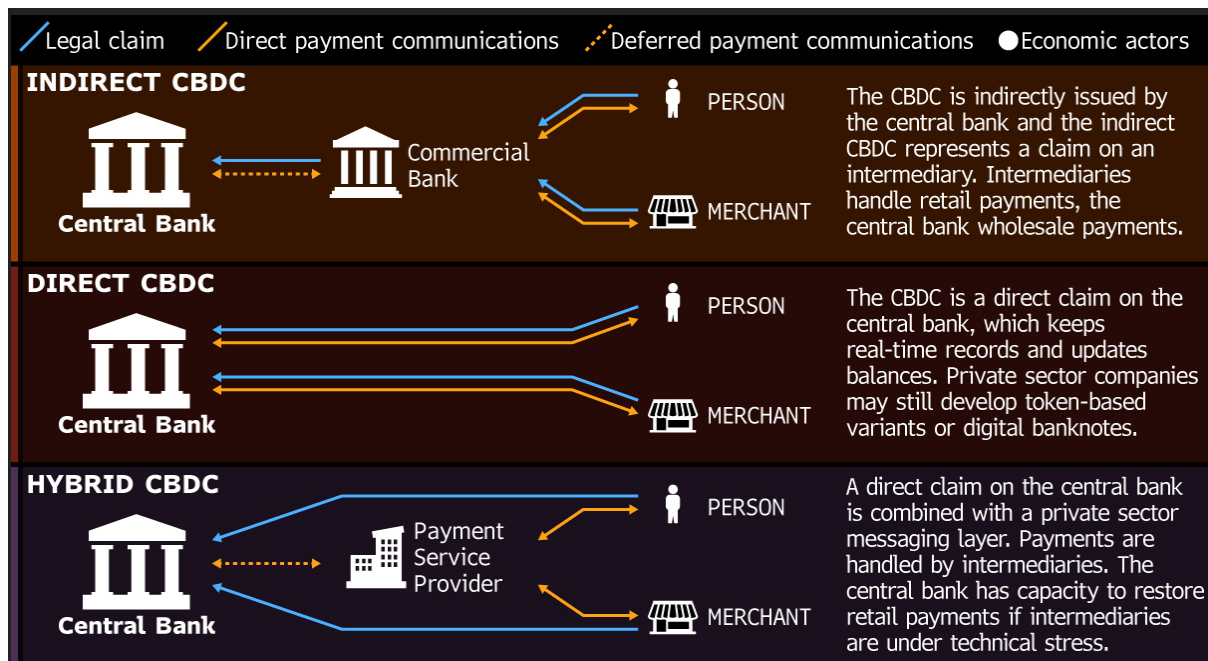 Legal claim
Direct payment communications
Deferred payment communications
Economic actors
INDIRECT CBDC
Central Bank
Commercial
Bank
PERSON
MERCHANT
The CBDC is indirectly issued by
the central bank and the indirect
CBDC represents a claim on an
intermediary. Intermediaries
handle retail payments, the
central bank wholesale payments.
DIRECT CBDC
Central Bank
PERSON
MERCHANT
The CBDC is a direct claim on the
central bank, which keeps
real-time records and updates
balances. Private sector companies
may still develop token-based
variants or digital banknotes.
HYBRID CBDC
Central Bank
Payment
Service
Provider
PERSON
MERCHANT
A direct claim on the central bank
is combined with a private sector
messaging layer. Payments are
handled by intermediaries. The
central bank has capacity to restore
retail payments if intermediaries
are under technical stress.